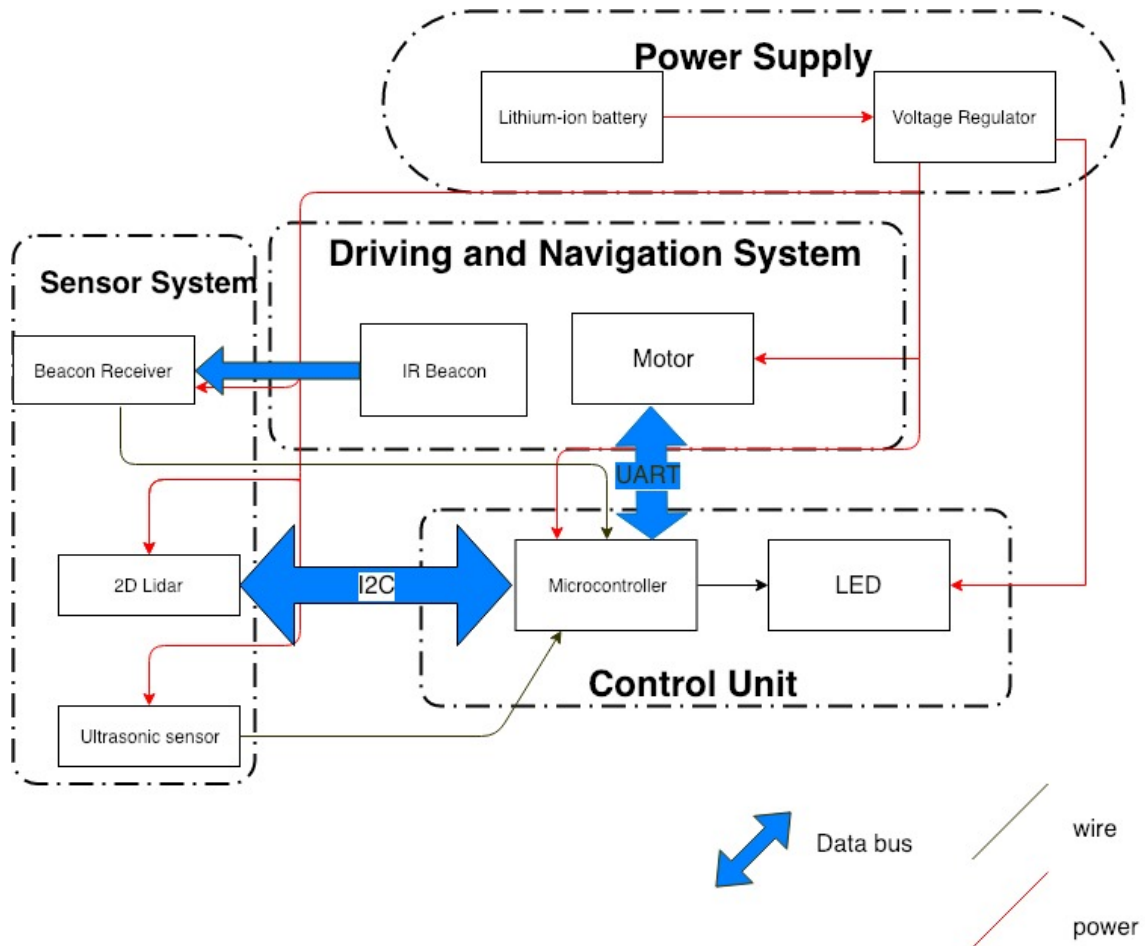 Power Supply
Lithium-ion battery
Voltage Regulator
Driving and Navigation System
Sensor System
Beacon Receiver
IR Beacon
Motor
UART
2D Lidar
I2C
Microcontroller
LED
Control Unit
Ultrasonic sensor
Data bus
wire
power